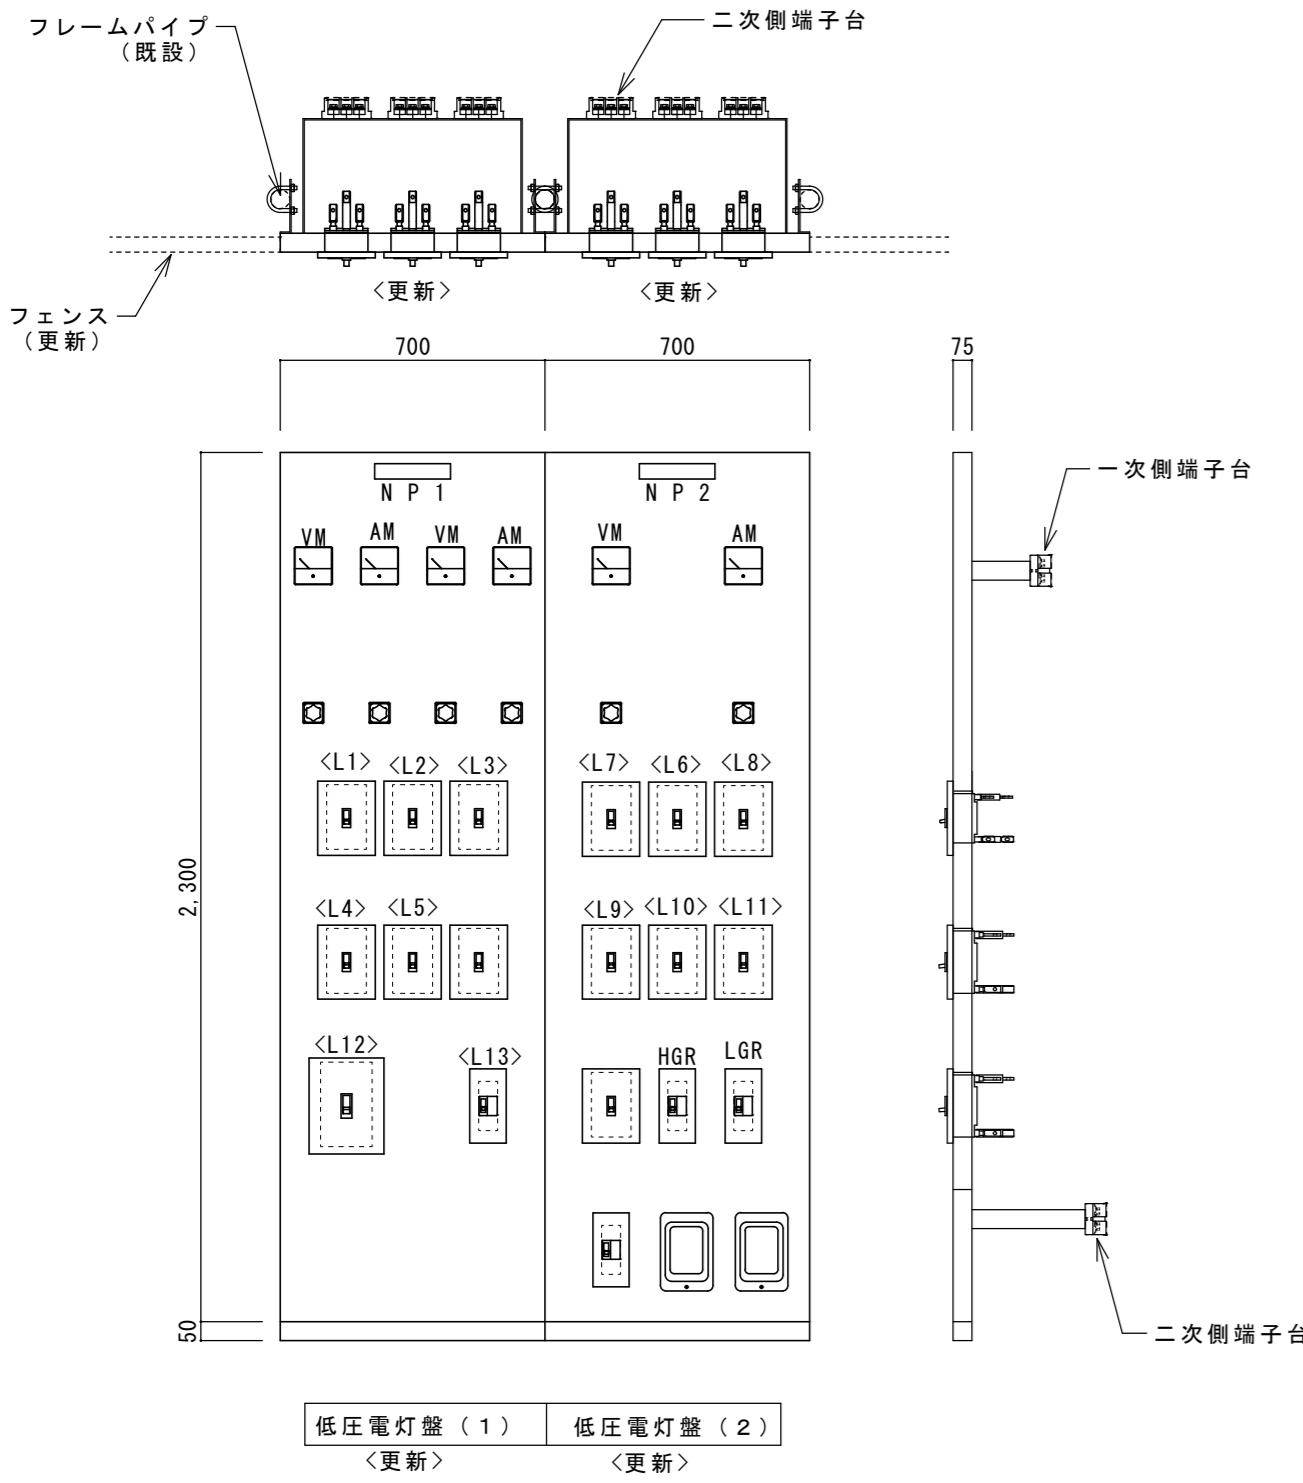 フレームパイプ
（既設）
二次側端子台
<更新> <更新>
フェンス
（更新）
700 700 75
NP1 NP2
一次側端子台
VM AM VM AM VM AM
<L1> <L2> <L3> <L7> <L6> <L8>
2,300
<L4> <L5> <L9> <L10> <L11>
<L12> <L13> HGR LGR
50
二次側端子台
低圧電灯盤（１） 低圧電灯盤（２）
<更新> <更新>